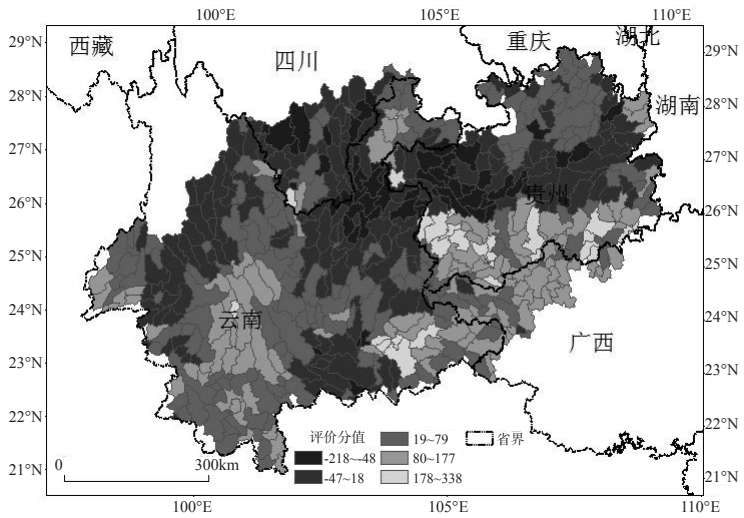 100°E 105°E 110°E
29°N 西藏 四川 重庆 湖北 29°N
28°N 湖南 28°N
27°N 27°N
贵州
26°N 26°N
25°N 25°N
24°N 云南 24°N
广西
23°N 23°N
22°N 22°N
评价分值 19~79 省界
-218~-48 80~177
-47~18 178~338
21°N 0 300km 21°N
100°E 105°E 110°E